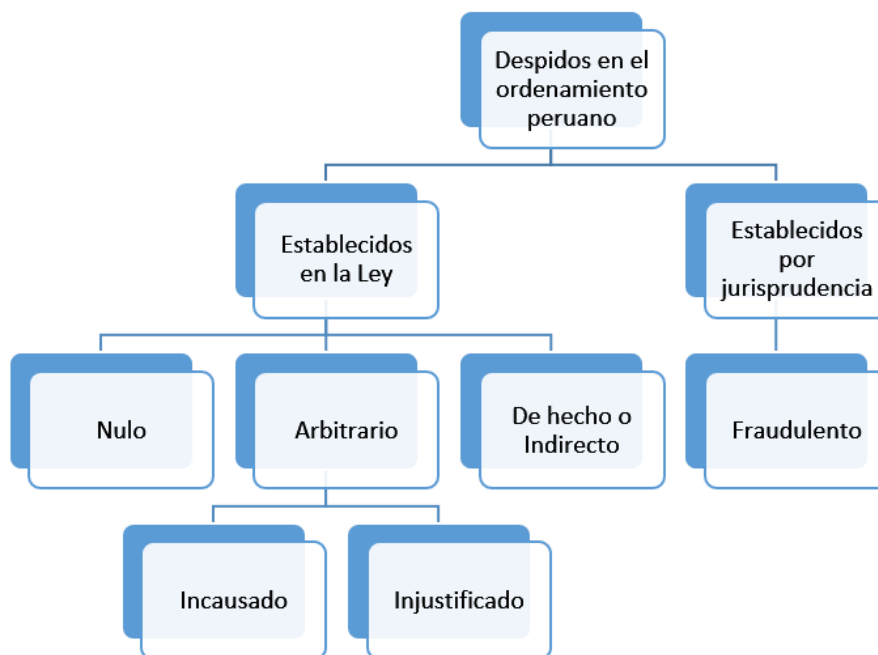 Despidos en el
ordenamiento
peruano
Establecidos
en la Ley
Establecidos
por
jurisprudencia
Nulo
Arbitrario
De hecho o
Indirecto
Fraudulento
Incausado
Injustificado